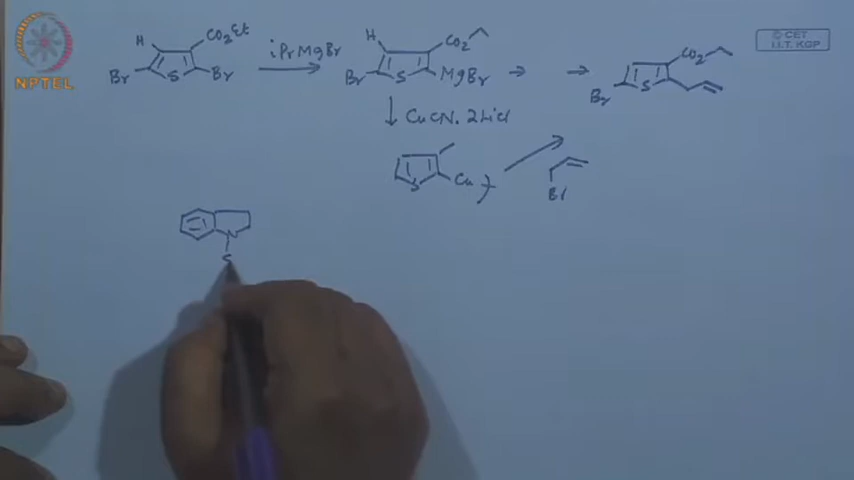 © CET
I.I.T. KGP
NPTEL
H CO2Et
Br S Br
iPrMgBr
H CO2
Br S MgBr
CO2
Br S
CuCN. 2LiCl
S Cu
Br
N
S